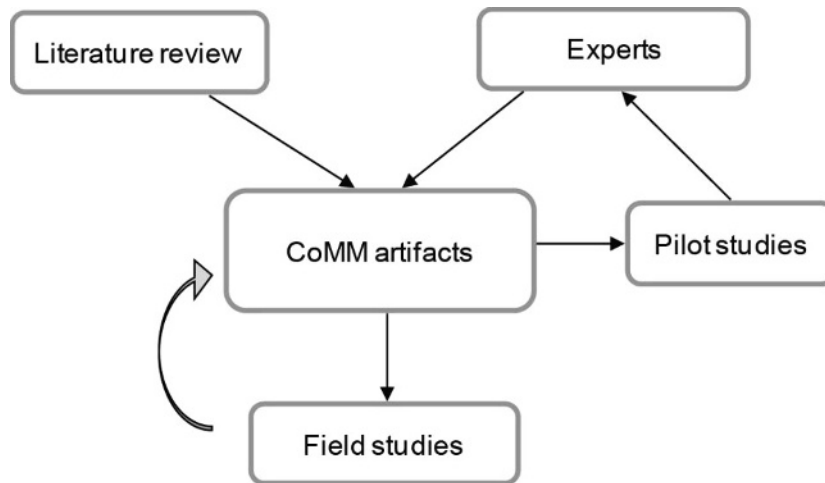 Literature review
Experts
CoMM artifacts
Pilot studies
Field studies